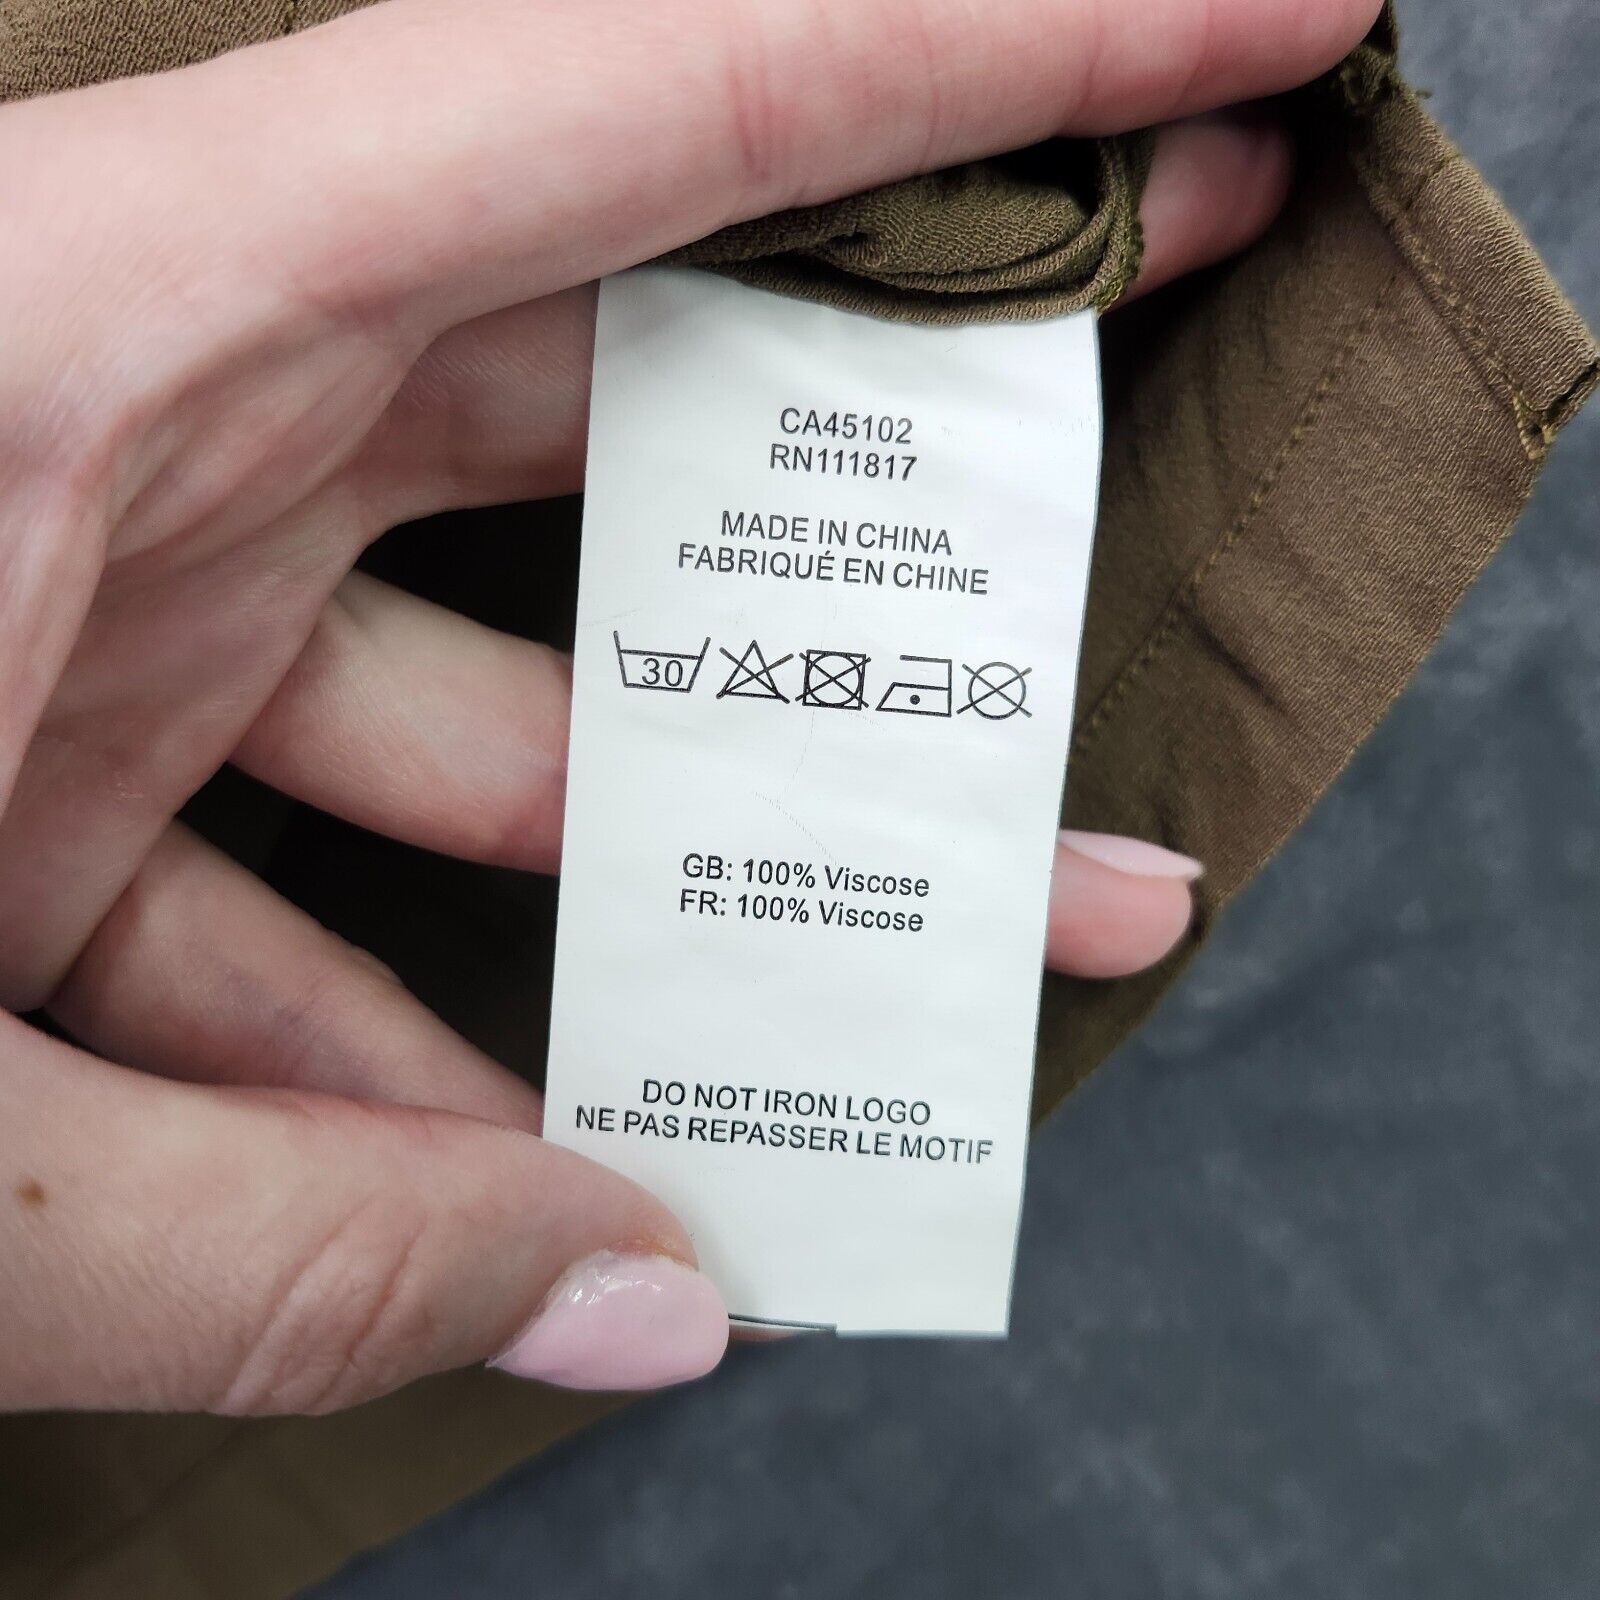 CA45102
RN111817
MADE IN CHINA
FABRIQUÉ EN CHINE
30
GB: 100% Viscose
FR: 100% Viscose
DO NOT IRON LOGO
NE PAS REPASSER LE MOTIF